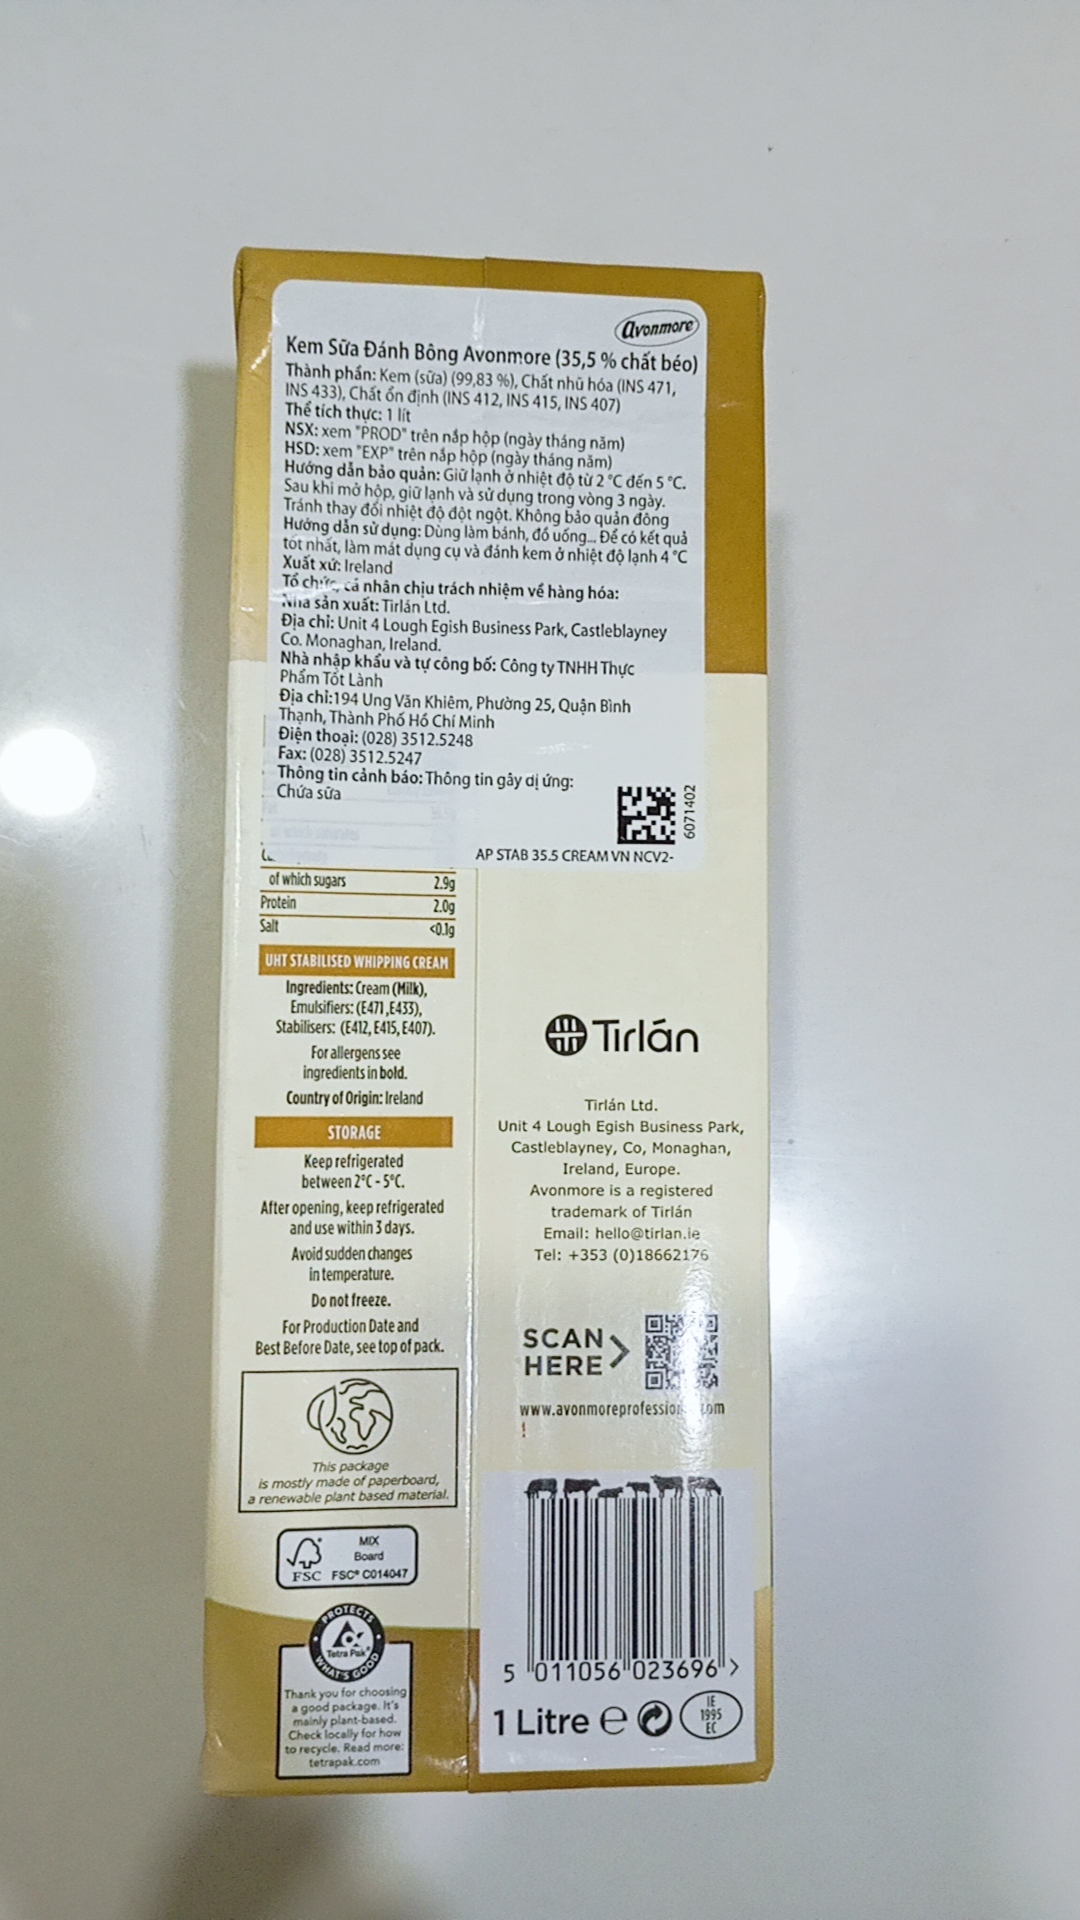 avonmore
Kem Sữa Đánh Bông Avonmore (35,5 % chất béo)
Thành phần: Kem (sữa) (99,83 %), Chất nhũ hóa (INS 471,
INS 433), Chất ổn định (INS 412, INS 415, INS 407)
Thể tích thực: 1 lít
NSX: xem "PROD" trên nắp hộp (ngày tháng năm)
HSD: xem "EXP" trên nắp hộp (ngày tháng năm)
Hướng dẫn bảo quản: Giữ lạnh ở nhiệt độ từ 2 °C đến 5 °C.
Sau khi mở hộp, giữ lạnh và sử dụng trong vòng 3 ngày.
Tránh thay đổi nhiệt độ đột ngột. Không bảo quản đông
Hướng dẫn sử dụng: Dùng làm bánh, đồ uống... Để có kết quả
tốt nhất, làm mát dụng cụ và đánh kem ở nhiệt độ lạnh 4 °C
Xuất xứ: Ireland
Tổ chức, cá nhân chịu trách nhiệm về hàng hóa:
Nhà sản xuất: Tirlán Ltd.
Địa chỉ: Unit 4 Lough Egish Business Park, Castleblayney
Co. Monaghan, Ireland.
Nhà nhập khẩu và tự công bố: Công ty TNHH Thực
Phẩm Tốt Lành
Địa chỉ:194 Ung Văn Khiêm, Phường 25, Quận Bình
Thạnh, Thành Phố Hồ Chí Minh
Điện thoại: (028) 3512.5248
Fax: (028) 3512.5247
Thông tin cảnh báo: Thông tin gây dị ứng:
Chứa sữa
6071402
AP STAB 35.5 CREAM VN NCV2-
of which sugars 2.9g
Protein 2.0g
Salt <0.1g
UHT STABILISED WHIPPING CREAM
Ingredients: Cream (Milk),
Emulsifiers: (E471,E433),
Stabilisers: (E412, E415, E407).
For allergens see
ingredients in bold.
Country of Origin: Ireland
STORAGE
Keep refrigerated
between 2°C - 5°C.
After opening, keep refrigerated
and use within 3 days.
Avoid sudden changes
in temperature.
Do not freeze.
For Production Date and
Best Before Date, see top of pack.
This package
is mostly made of paperboard,
a renewable plant based material.
MIX
Board
FSC FSC® C014047
PROTECTS
Tetra Pak®
WHAT'S GOOD
Thank you for choosing
a good package. It's
mainly plant-based.
Check locally for how
to recycle. Read more:
tetrapak.com
Tirlán
Tirlán Ltd.
Unit 4 Lough Egish Business Park,
Castleblayney, Co, Monaghan,
Ireland, Europe.
Avonmore is a registered
trademark of Tirlán
Email: hello@tirlan.ie
Tel: +353 (0)18662176
SCAN
HERE
5 011056 023696 >
1 Litre e
IE
1995
EC